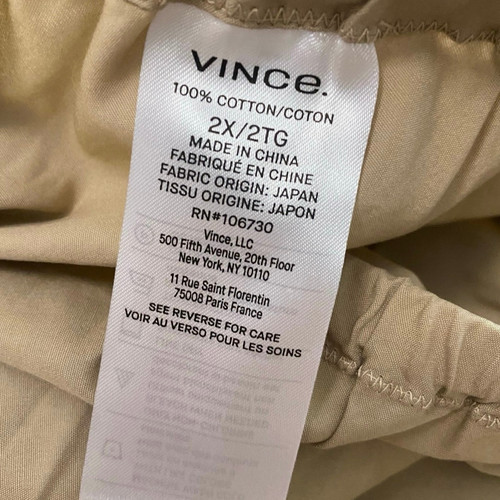 VINCE.
100% COTTON/COTON
2X/2TG
MADE IN CHINA
FABRIQUÉ EN CHINE
FABRIC ORIGIN: JAPAN
TISSU ORIGINE: JAPON
RN#106730
Vince, LLC
500 Fifth Avenue, 20th Floor
New York, NY 10110
11 Rue Saint Florentin
75008 Paris France
SEE REVERSE FOR CARE
VOIR AU VERSO POUR LES SOINS